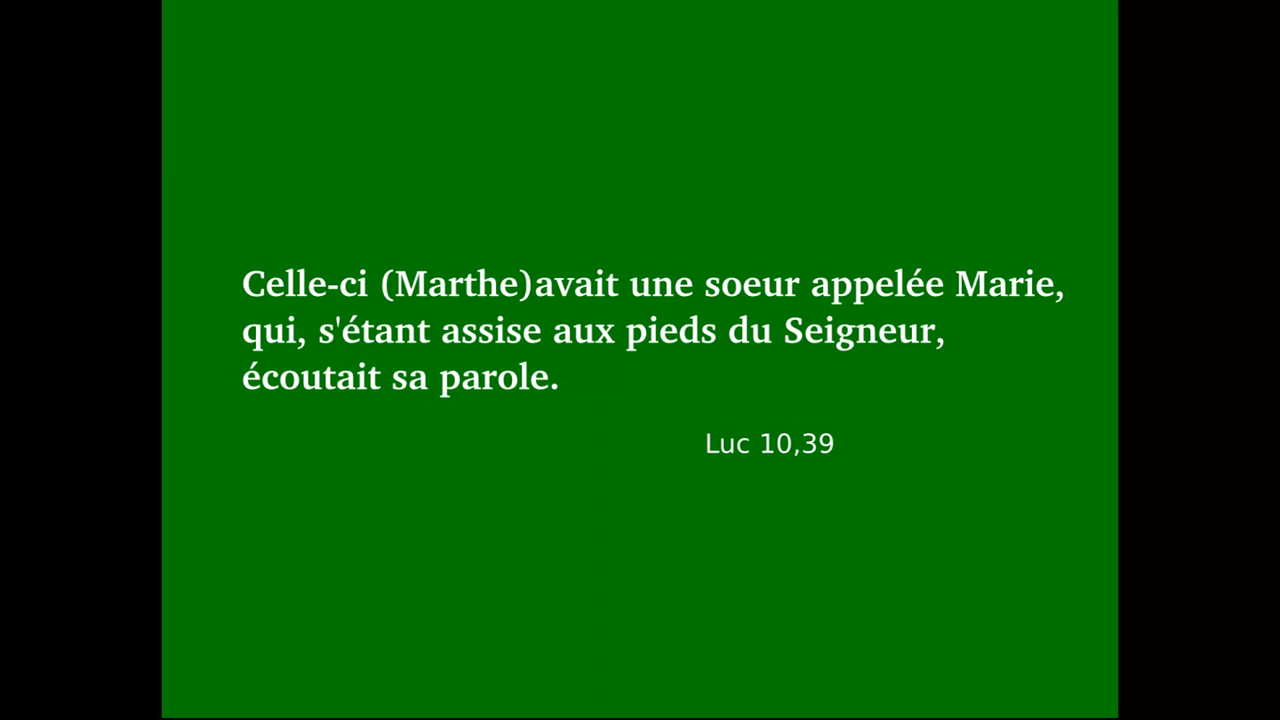 Celle-ci (Marthe)avait une soeur appelée Marie,
qui, s'étant assise aux pieds du Seigneur,
écoutait sa parole.
Luc 10,39